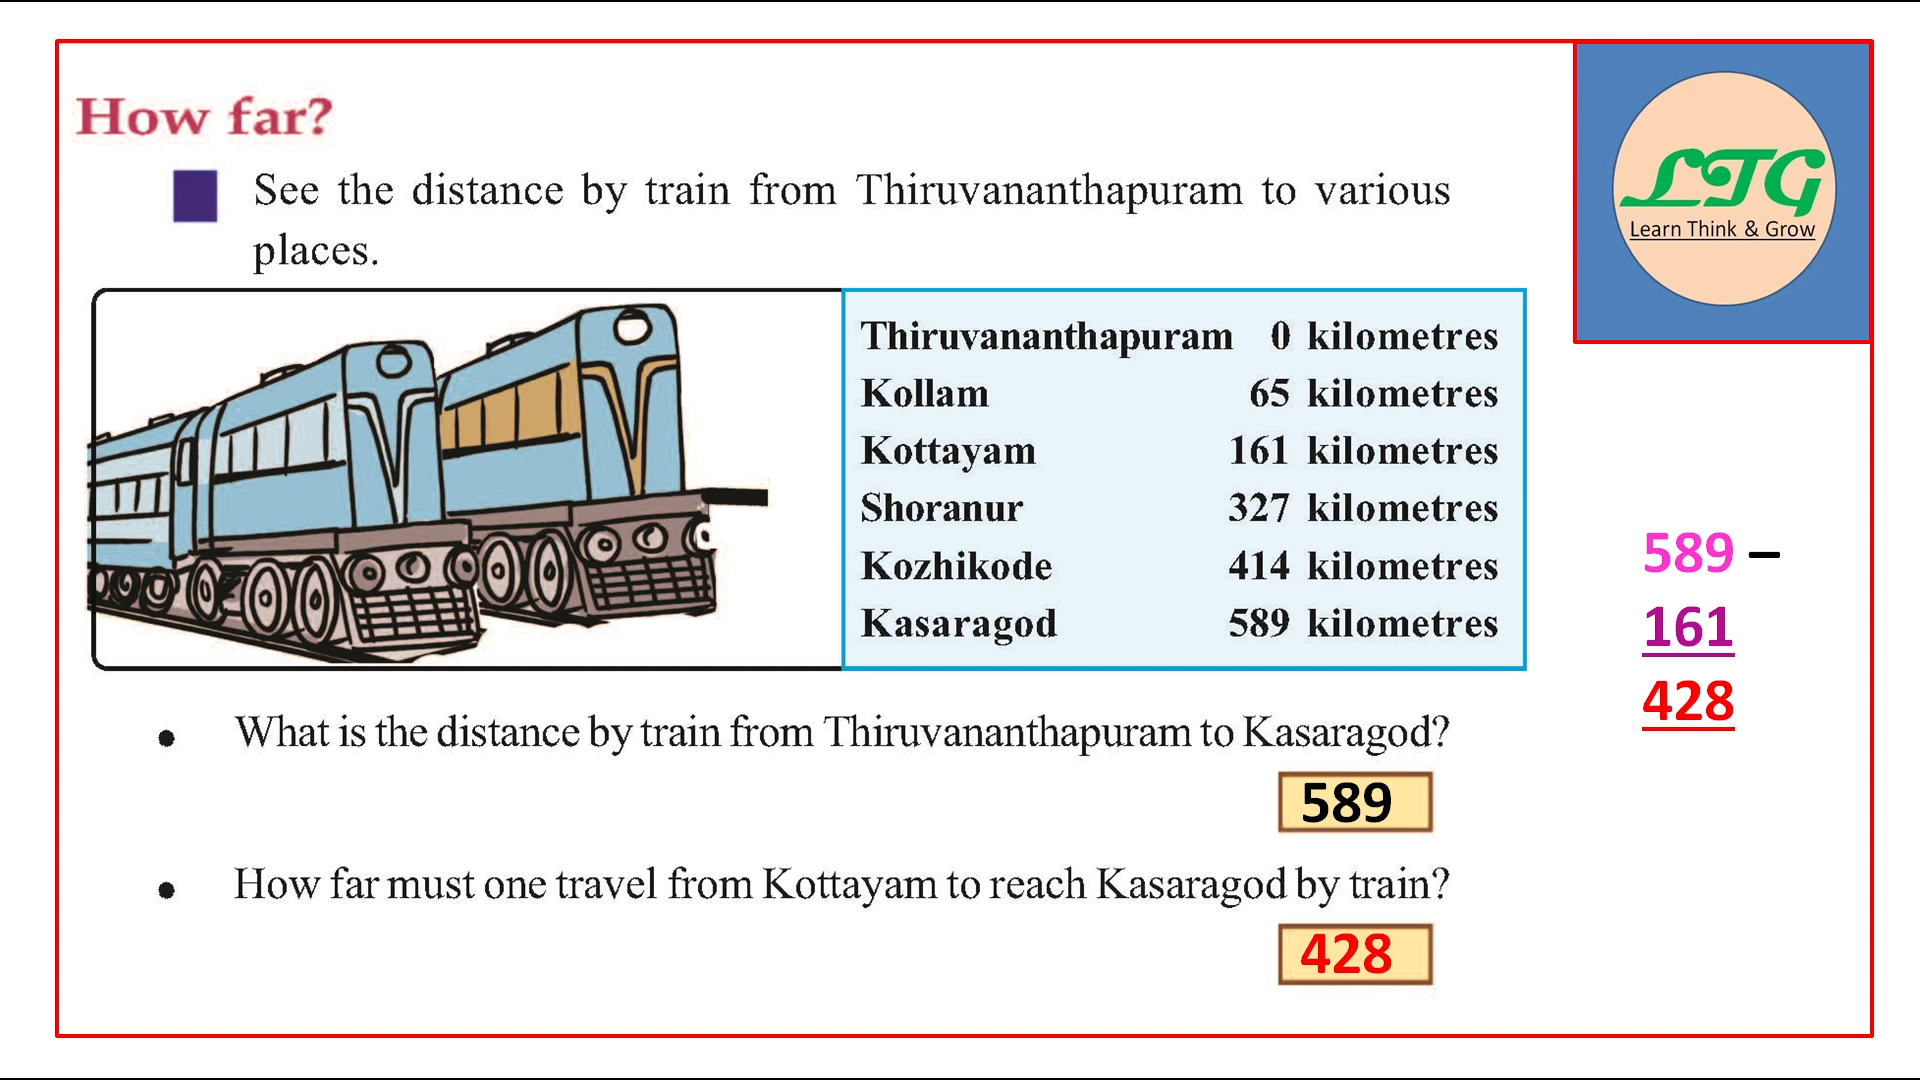 How far?
See the distance by train from Thiruvananthapuram to various
places.
LTG
Learn Think & Grow
Thiruvananthapuram 0 kilometres
Kollam 65 kilometres
Kottayam 161 kilometres
Shoranur 327 kilometres
Kozhikode 414 kilometres
Kasaragod 589 kilometres
589 –
161
428
What is the distance by train from Thiruvananthapuram to Kasaragod?
589
How far must one travel from Kottayam to reach Kasaragod by train?
428